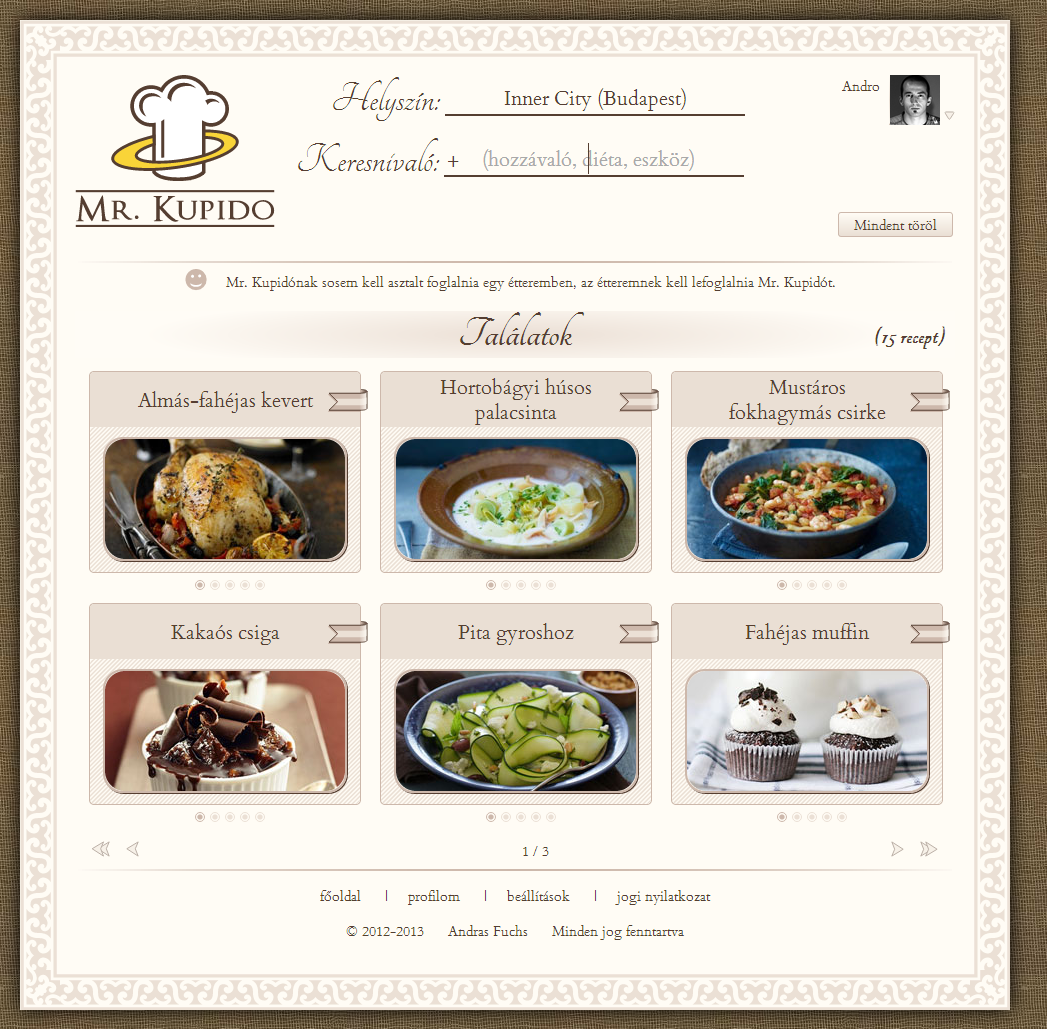 Helyszín: Inner City (Budapest)
Andro
Keresnívaló: + (hozzávaló, diéta, eszköz)
MR. KUPIDO
Mindent töröl
Mr. Kupidónak sosem kell asztalt foglalnia egy étteremben, az étteremnek kell lefoglalnia Mr. Kupidót.
Találatok
(15 recept)
Almás-fahéjas kevert
Hortobágyi húsos
palacsinta
Mustáros
fokhagymás csirke
Kakaós csiga
Pita gyroshoz
Fahéjas muffin
1 / 3
főoldal | profilom | beállítások | jogi nyilatkozat
© 2012-2013 Andras Fuchs Minden jog fenntartva